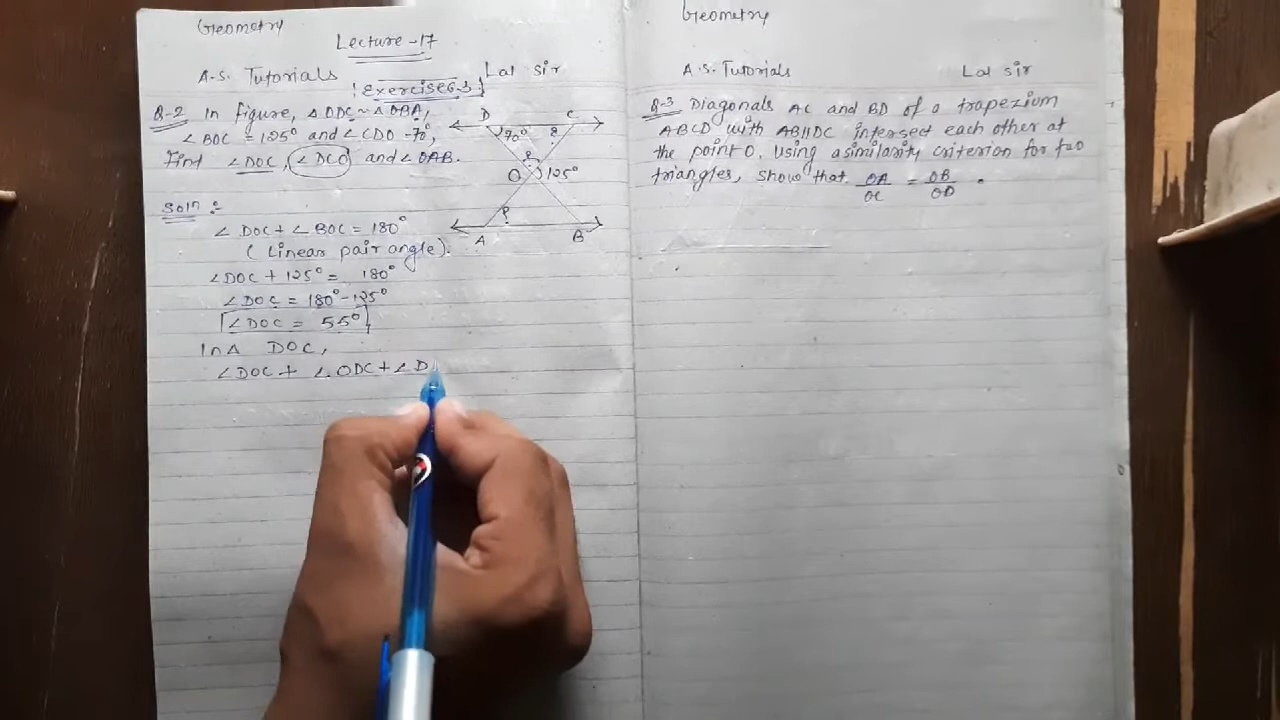 Geometry
Lecture-17
A.S. Tutorials Lal sir
Exercise 6.3
Q-2 In figure, △ODC ~ △OBA,
∠BOC = 125° and ∠CDO = 70°,
Find ∠DOC, ∠DCO and ∠OAB.
D C
70° ?
?
O 125°
?
A B
Soln :-
∠DOC + ∠BOC = 180°
(Linear pair angle).
∠DOC + 125° = 180°
∠DOC = 180° - 125°
∠DOC = 55°
In △ DOC,
∠DOC + ∠ODC + ∠D
Geometry
A.S. Tutorials Lal sir
Q-3 Diagonals AC and BD of a trapezium
ABCD with AB||DC intersect each other at
the point O. Using a similarity criterion for two
triangles, show that OA/OC = OB/OD .